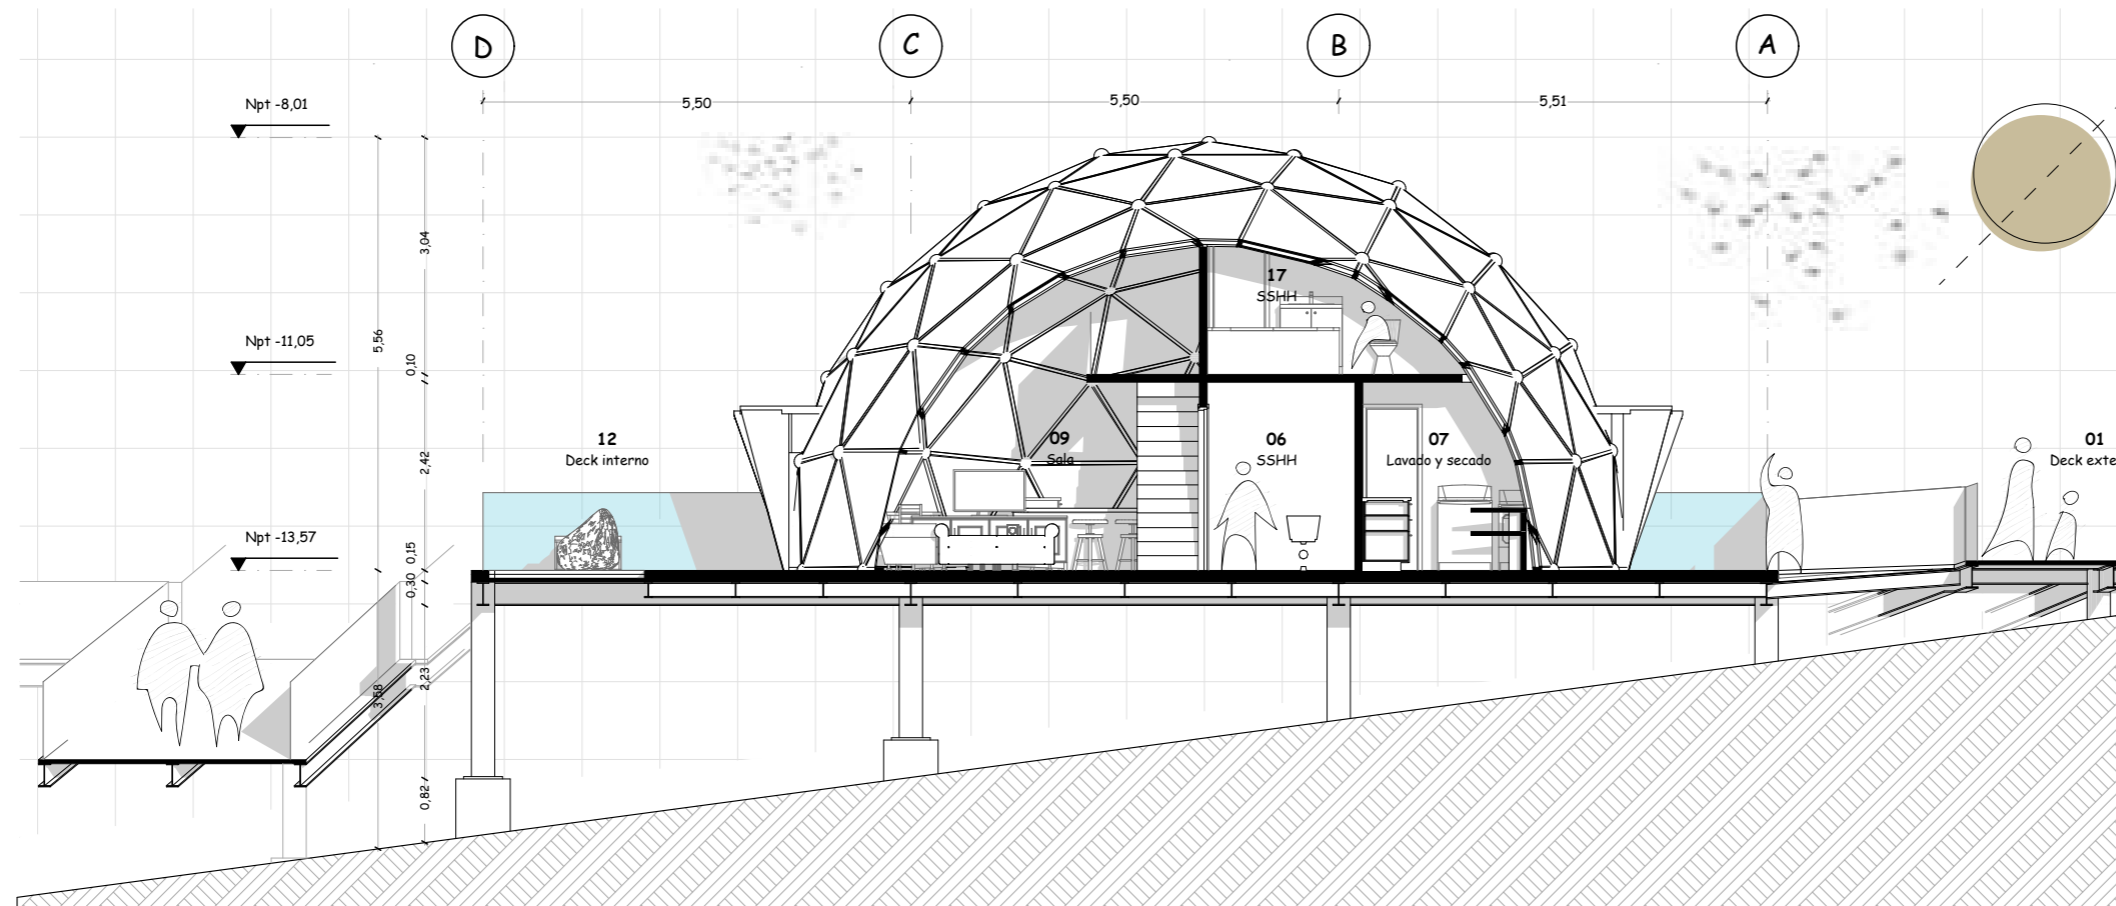 D
C
B
A
5,50
5,50
5,51
Npt -8,01
3,04
17
SSHH
5,56
Npt -11,05
0,10
12
Deck interno
09
Sala
06
SSHH
07
Lavado y secado
01
Deck exte
2,42
Npt -13,57
0,15
0,30
2,23
3,58
0,82